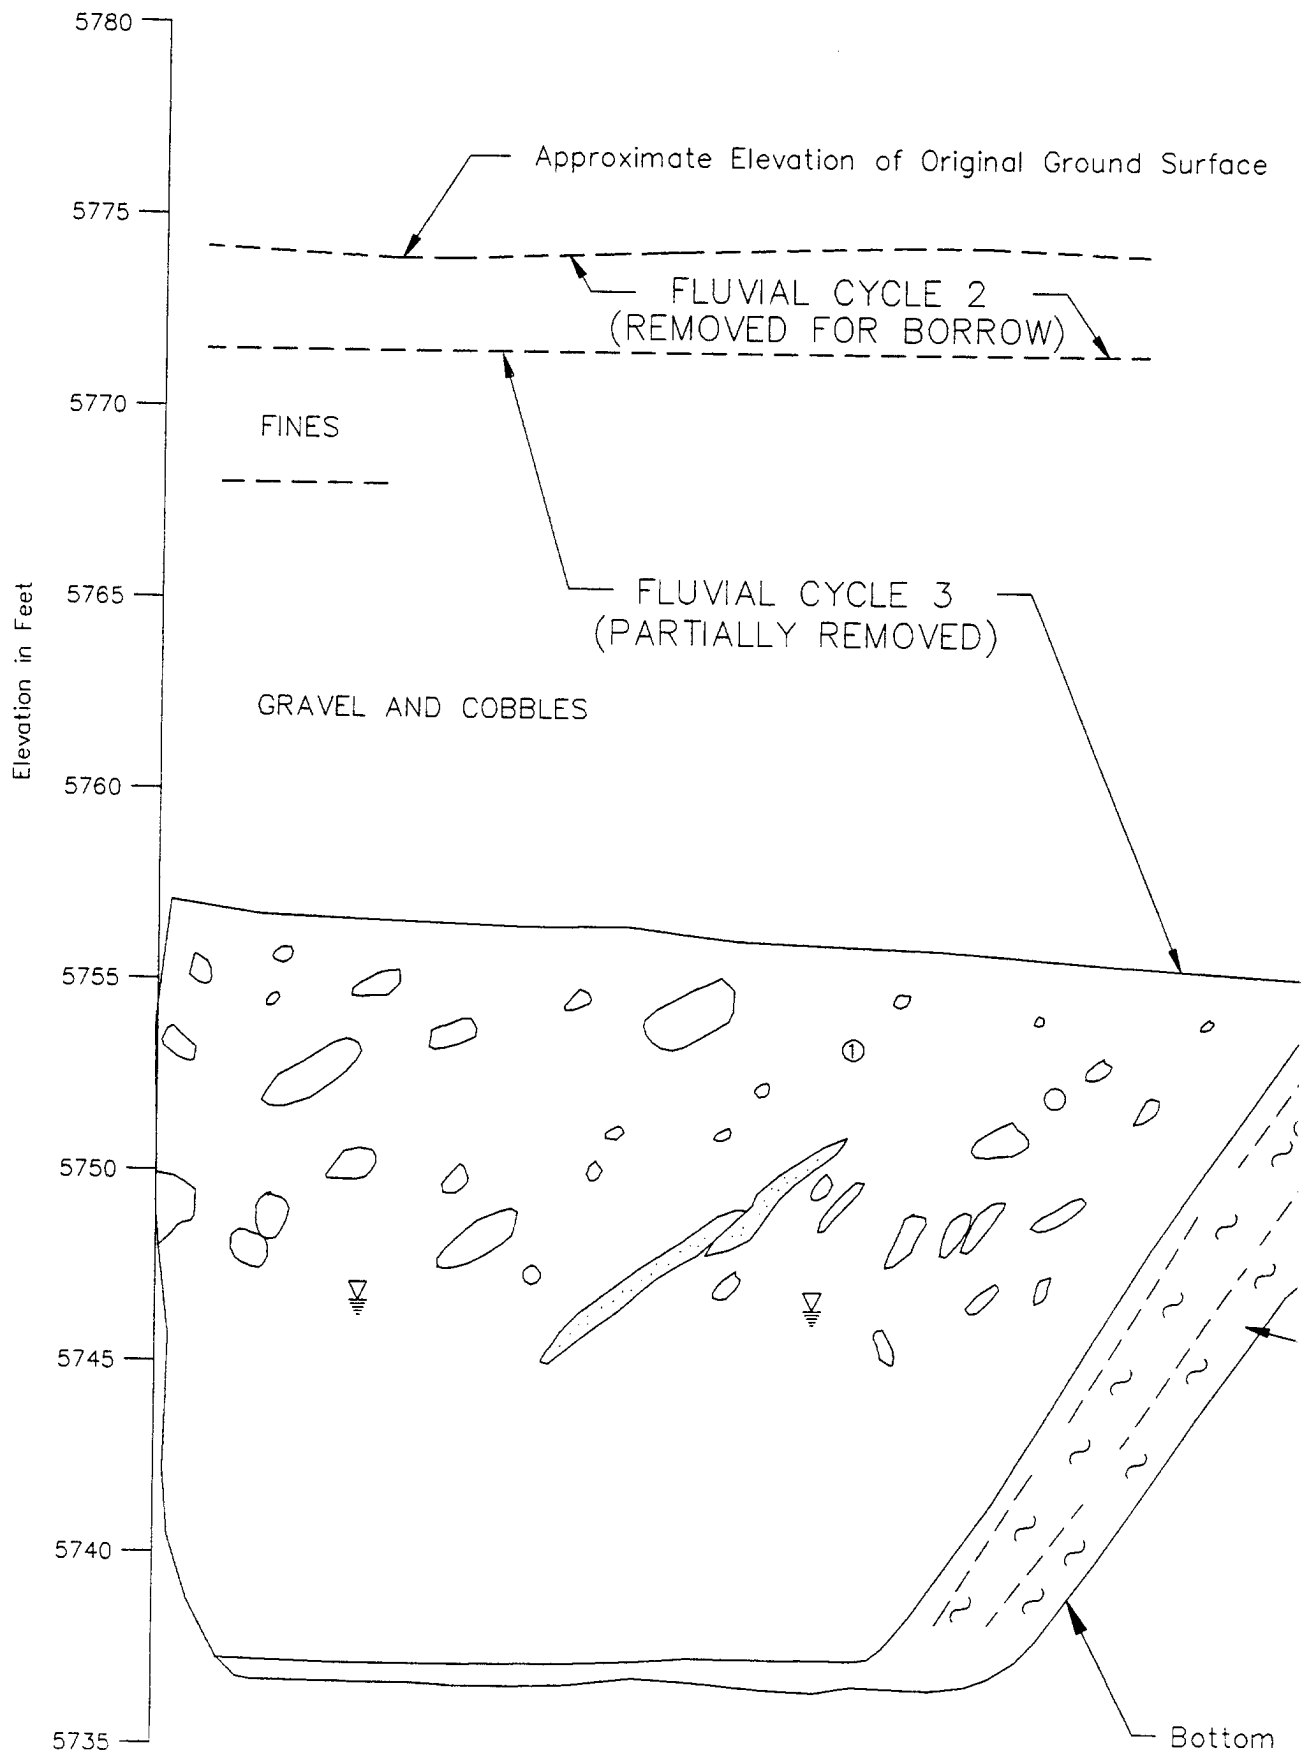 5780
Approximate Elevation of Original Ground Surface
5775
FLUVIAL CYCLE 2
(REMOVED FOR BORROW)
5770
FINES
5765
FLUVIAL CYCLE 3
(PARTIALLY REMOVED)
Elevation in Feet
GRAVEL AND COBBLES
5760
5755
1
5750
5745
5740
5735
Bottom